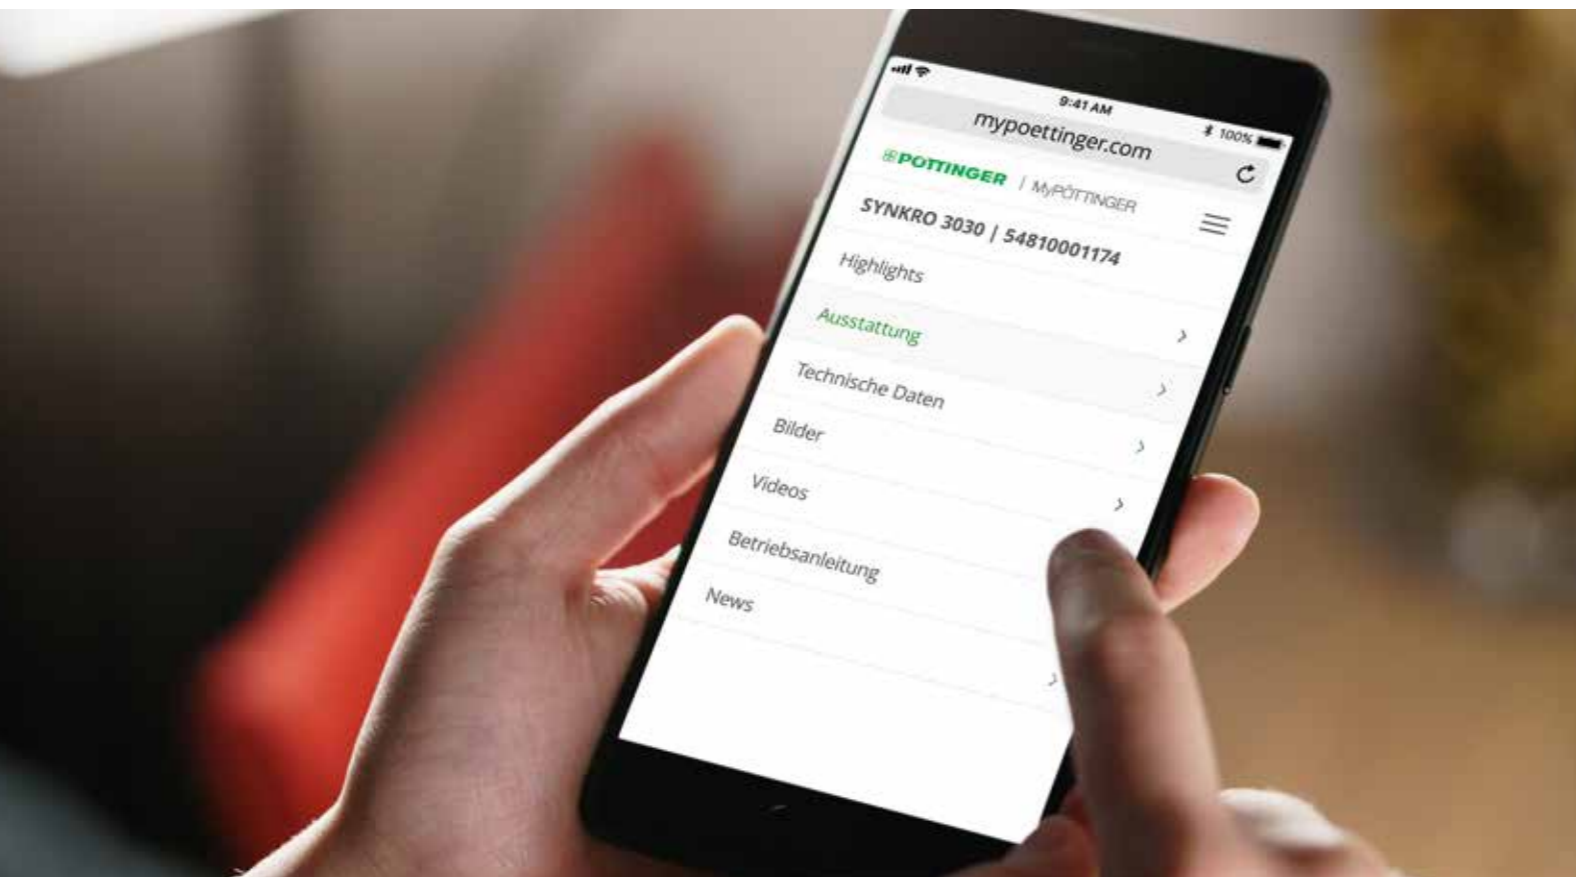 9:41 AM
100%
mypoettinger.com
PÖTTINGER | MyPÖTTINGER
SYNKRO 3030 | 54810001174
Highlights
Ausstattung
Technische Daten
Bilder
Videos
Betriebsanleitung
News